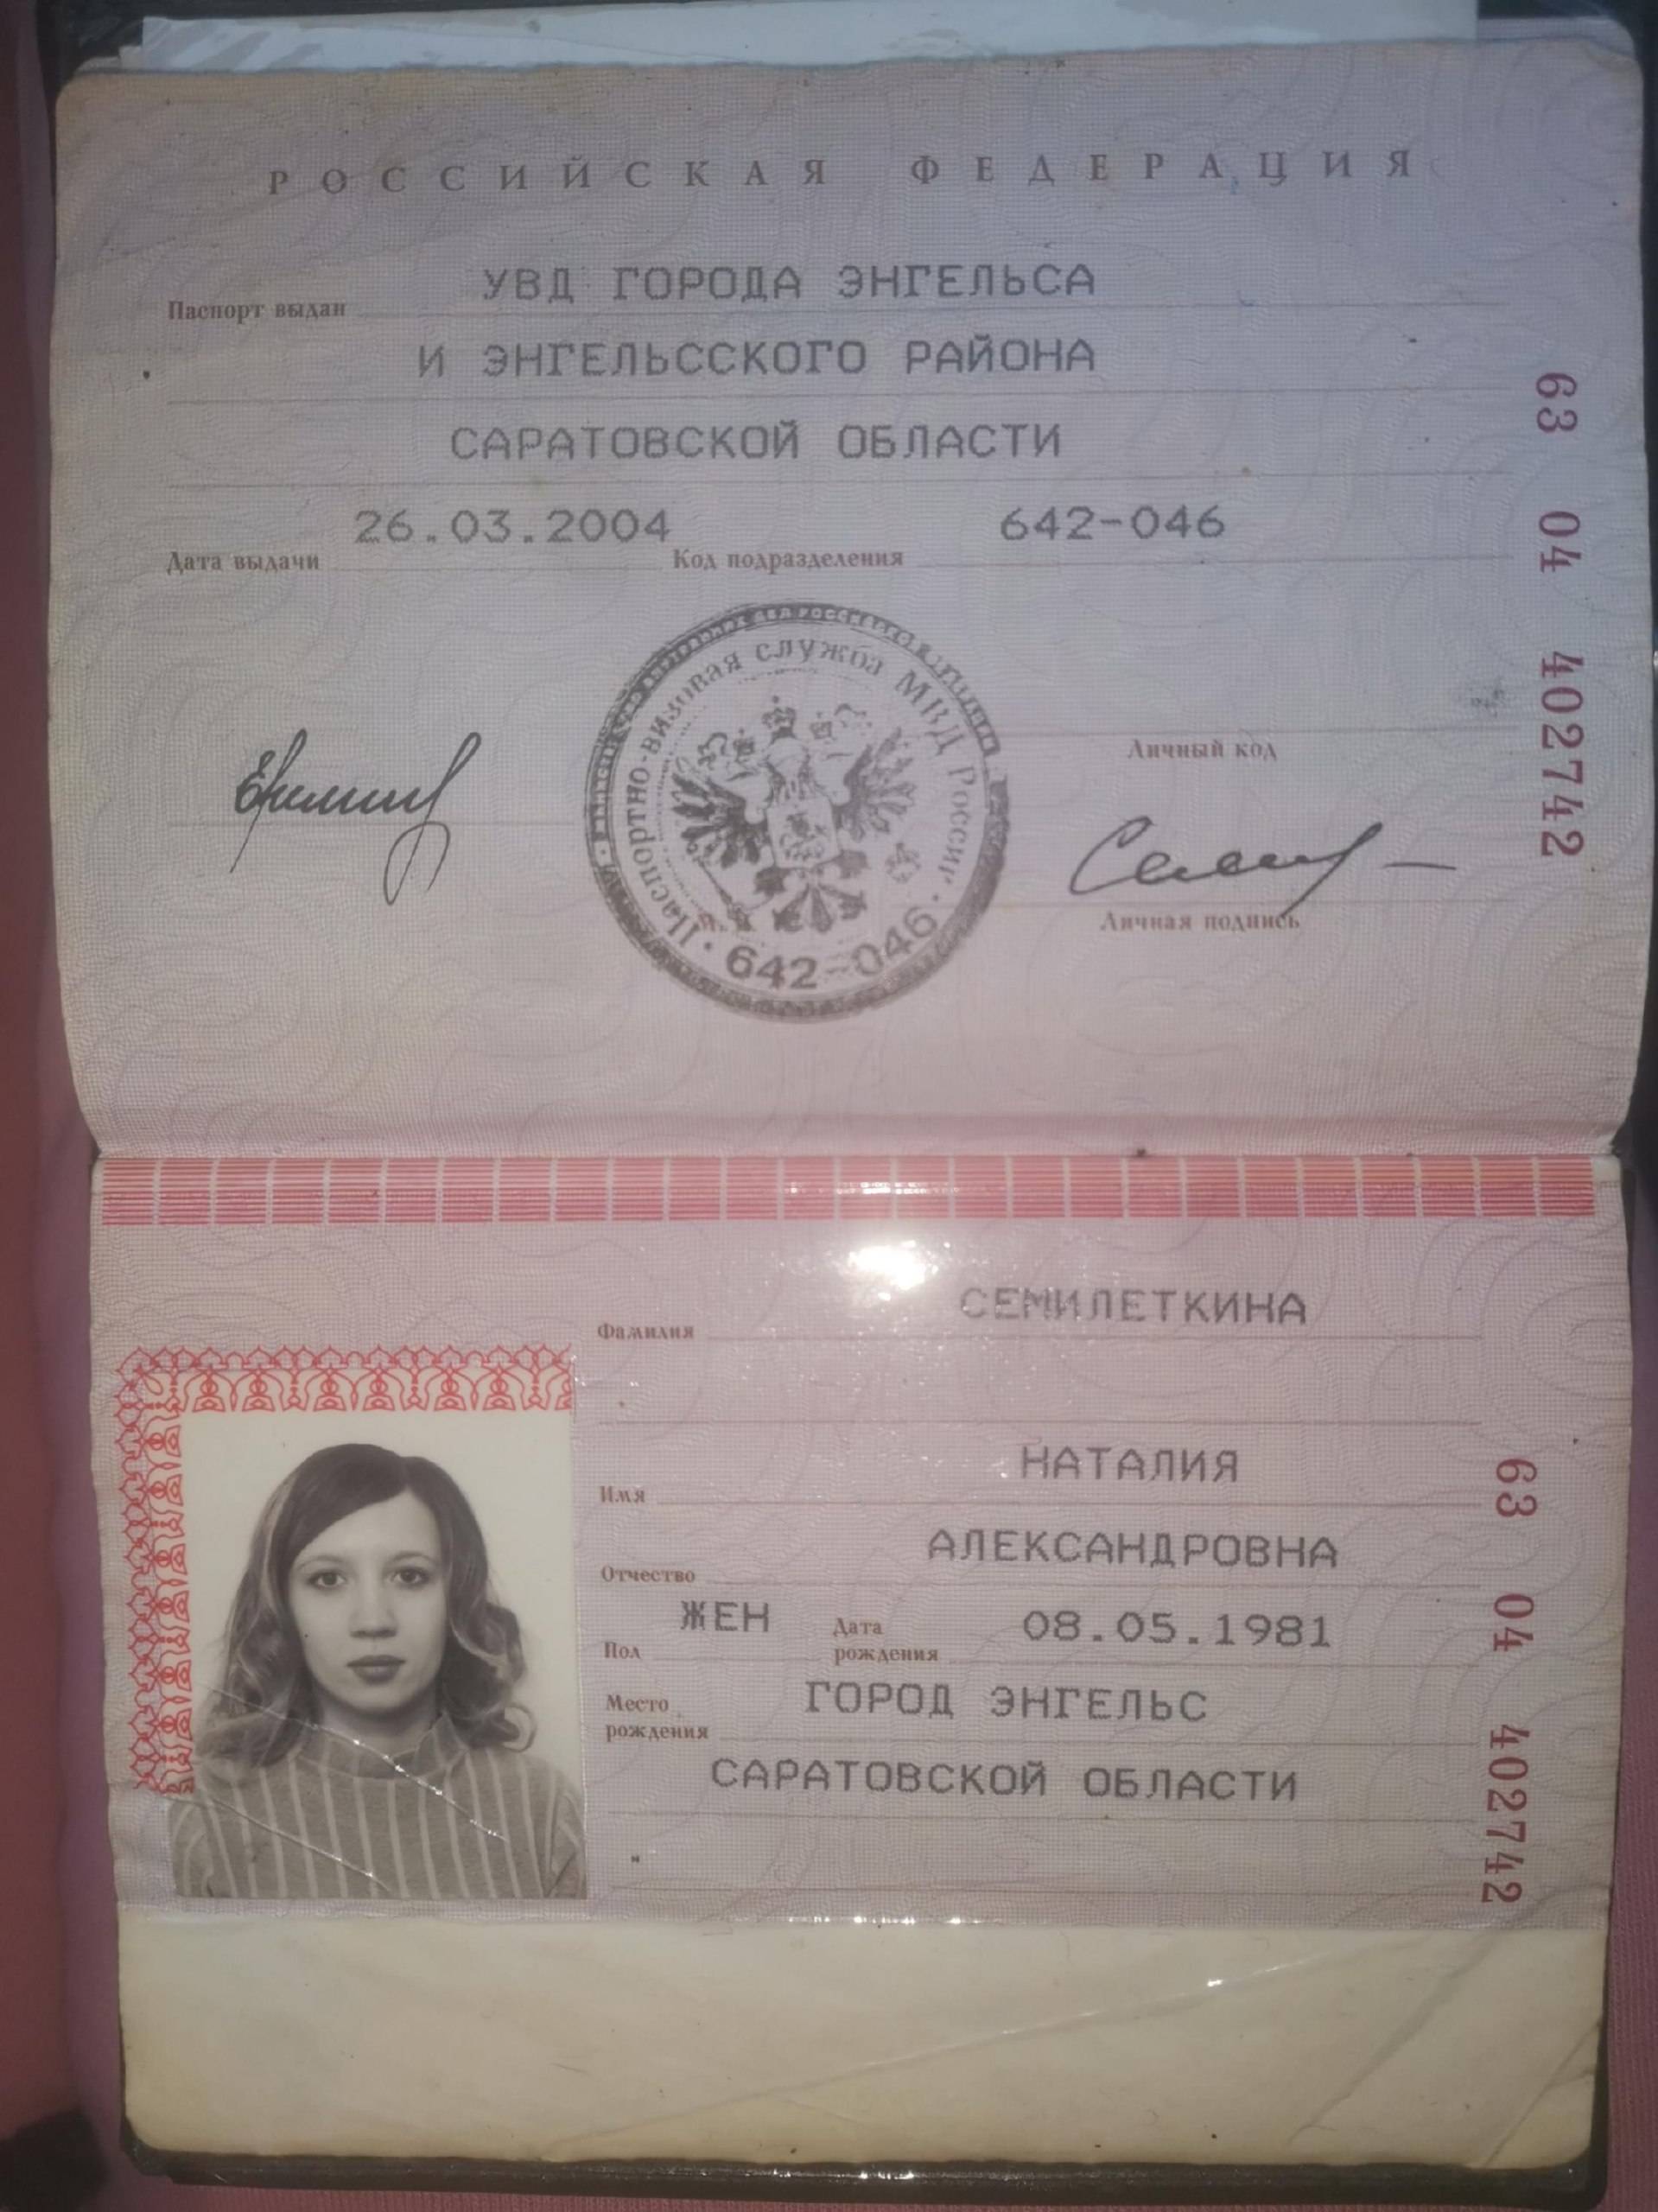 РОССИЙСКАЯ ФЕДЕРАЦИЯ
Паспорт выдан УВД ГОРОДА ЭНГЕЛЬСА
И ЭНГЕЛЬССКОГО РАЙОНА
САРАТОВСКОЙ ОБЛАСТИ
Дата выдачи 26.03.2004 Код подразделения 642-046
63 04 402742
Паспортно-визовая служба МВД России
642-046
Личный код
Личная подпись
Фамилия СЕМИЛЕТКИНА
Имя НАТАЛИЯ
Отчество АЛЕКСАНДРОВНА
Пол ЖЕН Дата рождения 08.05.1981
Место рождения ГОРОД ЭНГЕЛЬС
САРАТОВСКОЙ ОБЛАСТИ
63 04 402742